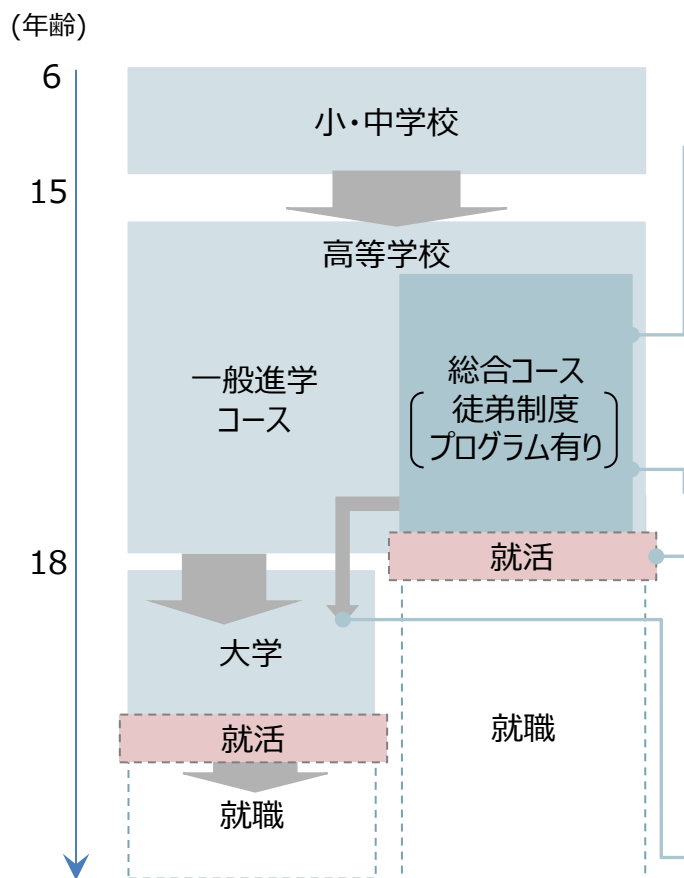 (年齢)
6
小・中学校
15
高等学校
一般進学
コース
総合コース
徒弟制度
プログラム有り
18
就活
大学
就活
就職
就職